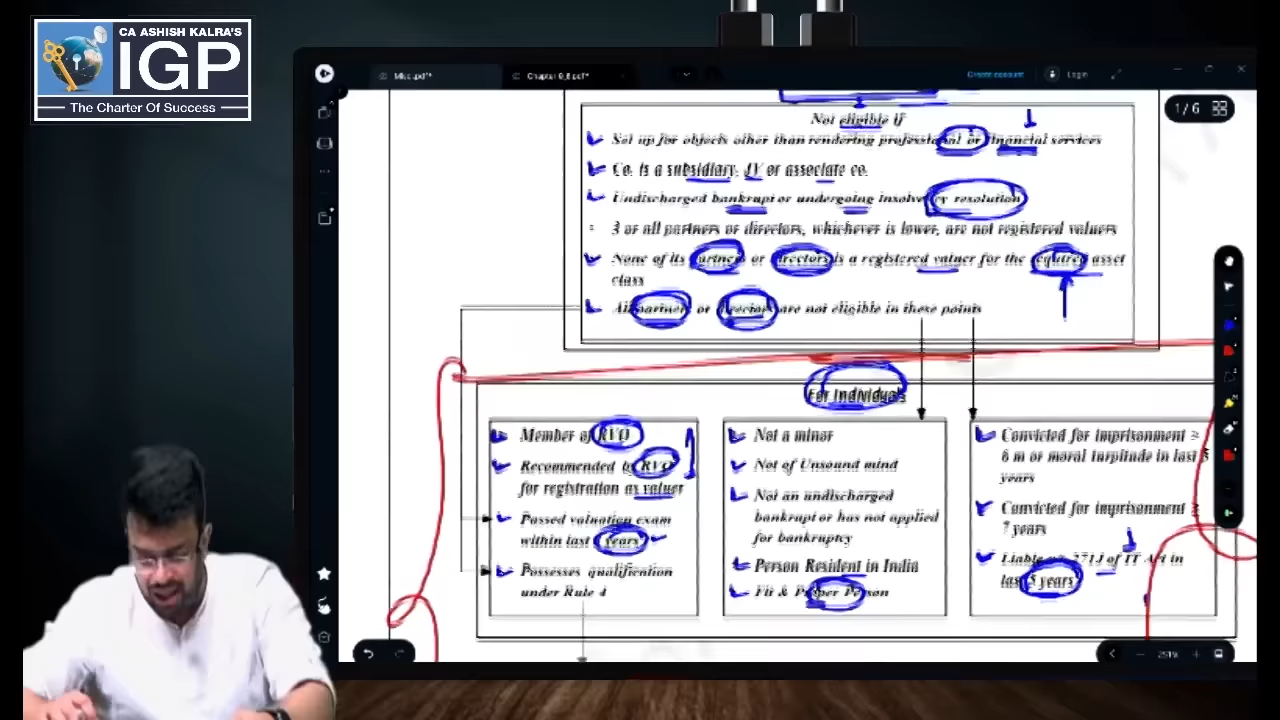 CA ASHISH KALRA'S
IGP
The Charter Of Success
Misc.pdf*
Create account
Login
1 / 6
Not eligible if
Set up for objects other than rendering professional or financial services
Co. is a subsidiary, JV or associate co.
Undischarged bankrupt or undergoing insolvency resolution
3 or all partners or directors, whichever is lower, are not registered valuers
None of its partners or directors is a registered valuer for the required asset
class
All partners or directors are not eligible in these points
For Individuals
Member of RVO
Recommended by RVO
for registration as valuer
Passed valuation exam
within last years
Possesses qualification
under Rule 4
Not a minor
Not of Unsound mind
Not an undischarged
bankrupt or has not applied
for bankruptcy
Person Resident in India
Fit & Proper Person
Convicted for imprisonment ≥
6 m or moral turpitude in last 5
years
Convicted for imprisonment ≥
7 years
Liable 271J of IT Act in
last 5 years
251%